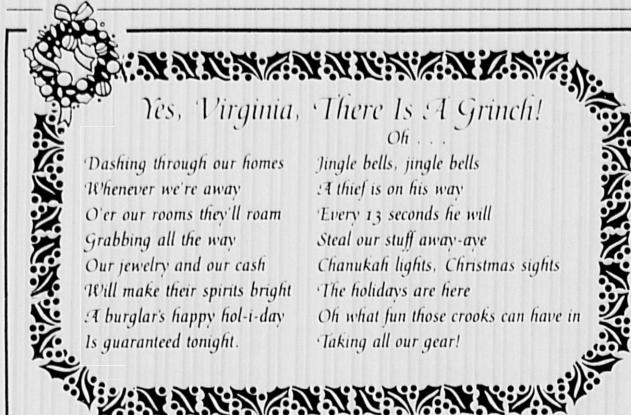 Yes, Virginia, There Is A Grinch!
Dashing through our homes
Whenever we're away
O'er our rooms they'll roam
Grabbing all the way
Our jewelry and our cash
Will make their spirits bright
A burglar's happy hol-i-day
Is guaranteed tonight.
Oh . . .
Jingle bells, jingle bells
A thief is on his way
Every 13 seconds he will
Steal our stuff away-aye
Chanukah lights, Christmas sights
The holidays are here
Oh what fun those crooks can have in
Taking all our gear!